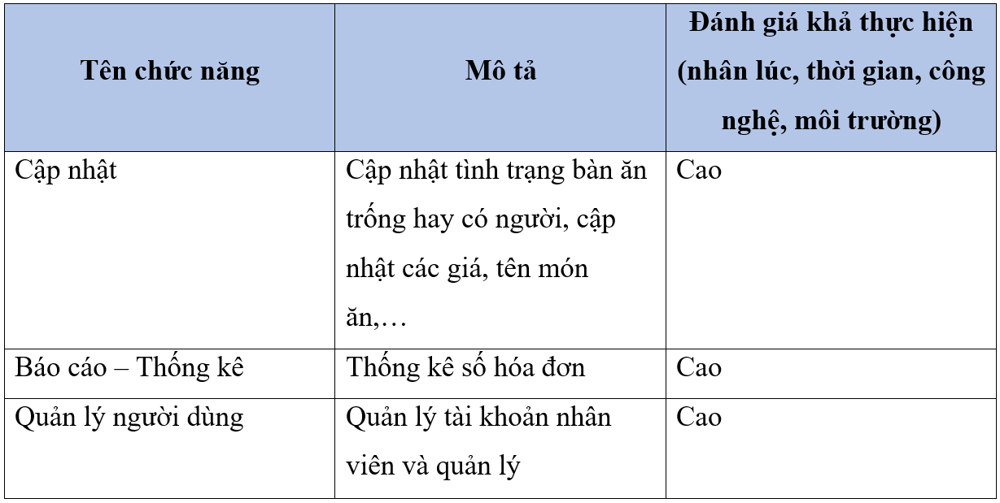 Tên chức năng
Mô tả
Đánh giá khả thực hiện
(nhân lúc, thời gian, công
nghệ, môi trường)
Cập nhật
Cập nhật tình trạng bàn ăn
trống hay có người, cập
nhật các giá, tên món
ăn,…
Cao
Báo cáo – Thống kê
Thống kê số hóa đơn
Cao
Quản lý người dùng
Quản lý tài khoản nhân
viên và quản lý
Cao